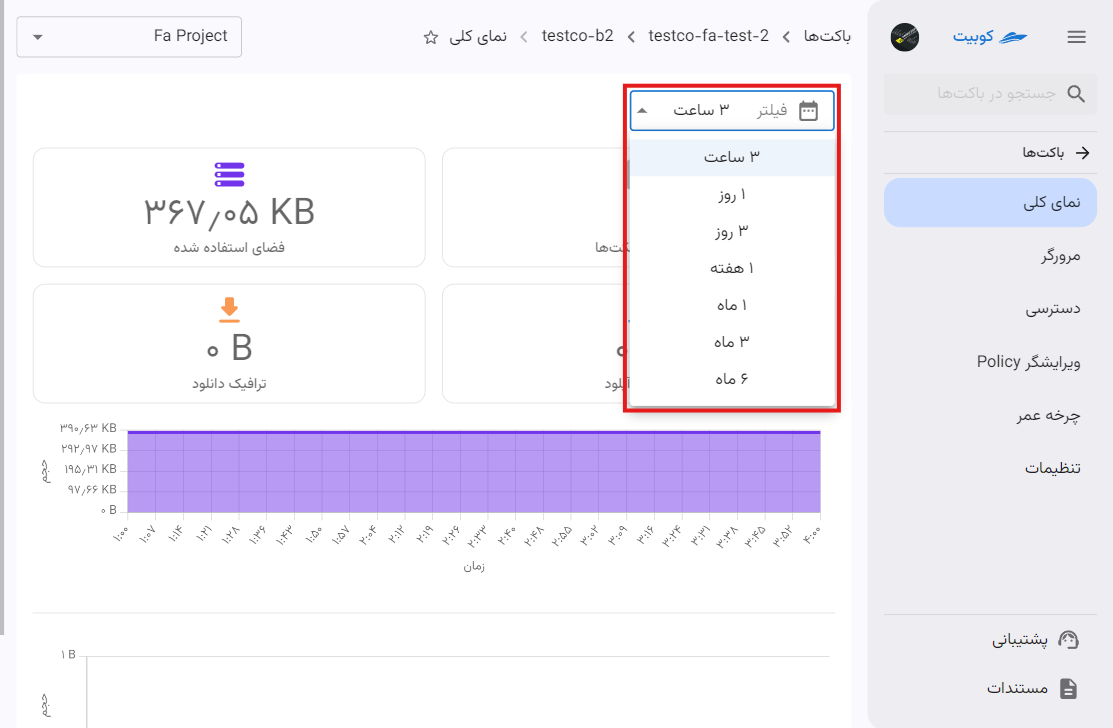 کوبیت
جستجو در باکت‌ها
باکت‌ها
نمای کلی
مرورگر
دسترسی
ویرایشگر Policy
چرخه عمر
تنظیمات
پشتیبانی
مستندات
باکت‌ها
testco-fa-test-2
testco-b2
نمای کلی
Fa Project
فیلتر ۳ ساعت
۳ ساعت
۱ روز
۳ روز
۱ هفته
۱ ماه
۳ ماه
۶ ماه
۳۶۷٫۰۵ KB
فضای استفاده شده
۰ B
ترافیک دانلود
۳۹۰٫۶۳ KB
۲۹۲٫۹۷ KB
۱۹۵٫۳۱ KB
۹۷٫۶۶ KB
۰ B
حجم
۱:۰۰ ۱:۰۷ ۱:۱۴ ۱:۲۱ ۱:۲۸ ۱:۳۶ ۱:۴۳ ۱:۵۰ ۱:۵۷ ۲:۰۴ ۲:۱۲ ۲:۱۹ ۲:۲۶ ۲:۳۳ ۲:۴۰ ۲:۴۸ ۲:۵۵ ۳:۰۲ ۳:۰۹ ۳:۱۶ ۳:۲۴ ۳:۳۱ ۳:۳۸ ۳:۴۵ ۳:۵۲ ۴:۰۰
زمان
۱ B
حجم